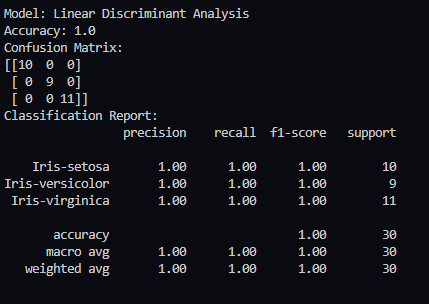 Model: Linear Discriminant Analysis
Accuracy: 1.0
Confusion Matrix:
[[10  0  0]
 [ 0  9  0]
 [ 0  0 11]]
Classification Report:
                 precision    recall  f1-score   support

    Iris-setosa       1.00      1.00      1.00        10
Iris-versicolor       1.00      1.00      1.00         9
 Iris-virginica       1.00      1.00      1.00        11

       accuracy                           1.00        30
      macro avg       1.00      1.00      1.00        30
   weighted avg       1.00      1.00      1.00        30